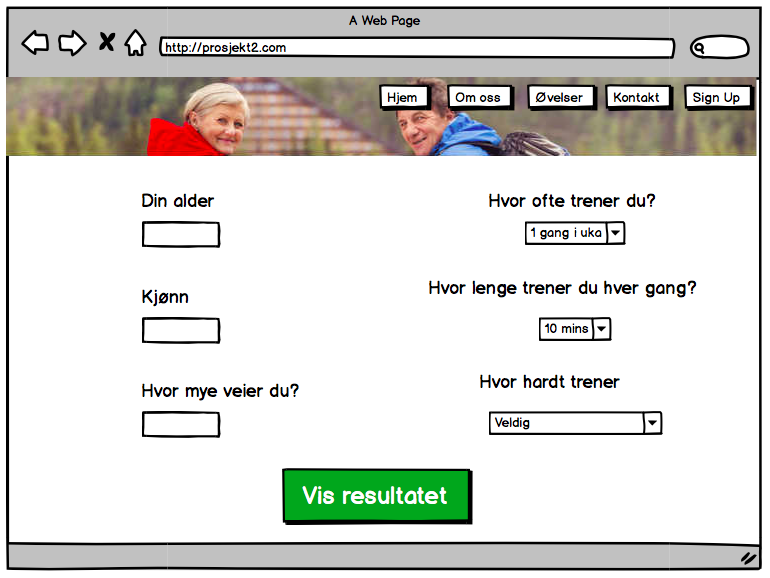 A Web Page
http://prosjekt2.com
Hjem Om oss Øvelser Kontakt Sign Up
Din alder
Hvor ofte trener du?
1 gang i uka
Kjønn
Hvor lenge trener du hver gang?
10 mins
Hvor mye veier du?
Hvor hardt trener
Veldig
Vis resultatet